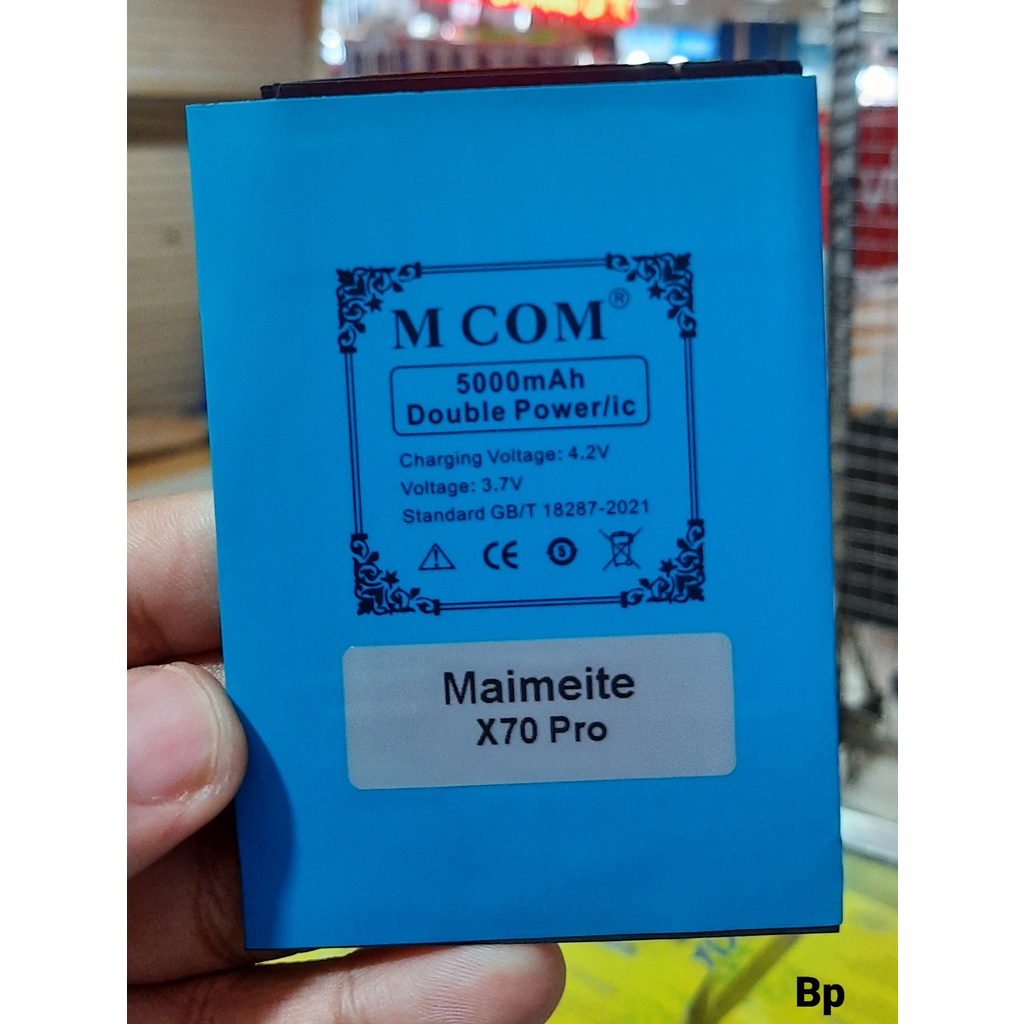 M COM®
5000mAh
Double Power/ic
Charging Voltage: 4.2V
Voltage: 3.7V
Standard GB/T 18287-2021
CE
5
Maimeite
X70 Pro
Bp